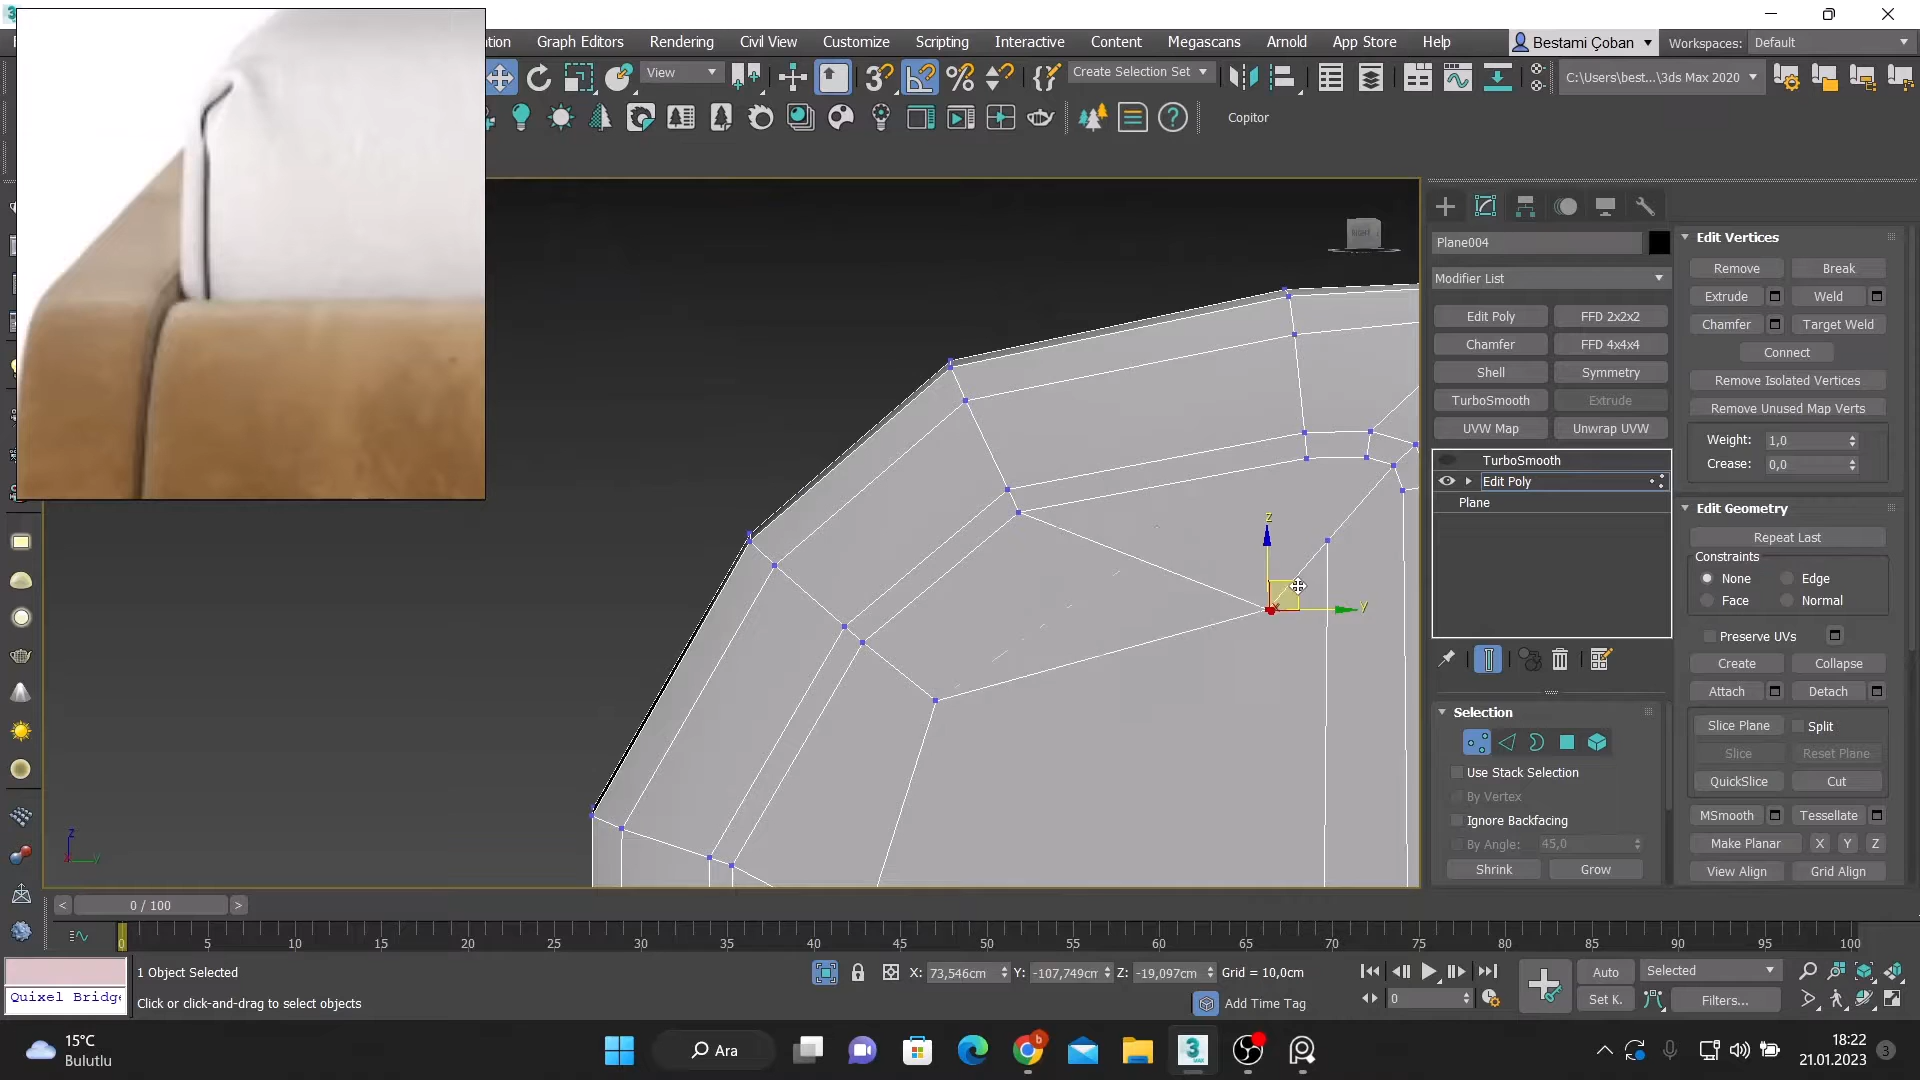 Graph Editors
Rendering
Civil View
Customize
Scripting
Interactive
Content
Megascans
Arnold
App Store
Help
Bestami Çoban
Workspaces:
Default
View
Create Selection Set
C:\Users\best...\3ds Max 2020
Copitor
RIGHT
Plane004
Modifier List
Edit Poly
FFD 2x2x2
Chamfer
FFD 4x4x4
Shell
Symmetry
TurboSmooth
Extrude
UVW Map
Unwrap UVW
TurboSmooth
Edit Poly
Plane
Selection
Use Stack Selection
By Vertex
Ignore Backfacing
By Angle: 45,0
Shrink
Grow
Edit Vertices
Remove
Break
Extrude
Weld
Chamfer
Target Weld
Connect
Remove Isolated Vertices
Remove Unused Map Verts
Weight: 1,0
Crease: 0,0
Edit Geometry
Repeat Last
Constraints
None
Edge
Face
Normal
Preserve UVs
Create
Collapse
Attach
Detach
Slice Plane
Split
Slice
Reset Plane
QuickSlice
Cut
MSmooth
Tessellate
Make Planar
X
Y
Z
View Align
Grid Align
z
x
y
z
y
< 0 / 100 >
0 5 10 15 20 25 30 35 40 45 50 55 60 65 70 75 80 85 90 95 100
Quixel Bridge
1 Object Selected
Click or click-and-drag to select objects
X: 73,546cm Y: -107,749cm Z: -19,097cm Grid = 10,0cm
Add Time Tag
0
Auto
Selected
Set K.
Filters...
15°C
Bulutlu
Ara
18:22
21.01.2023
3